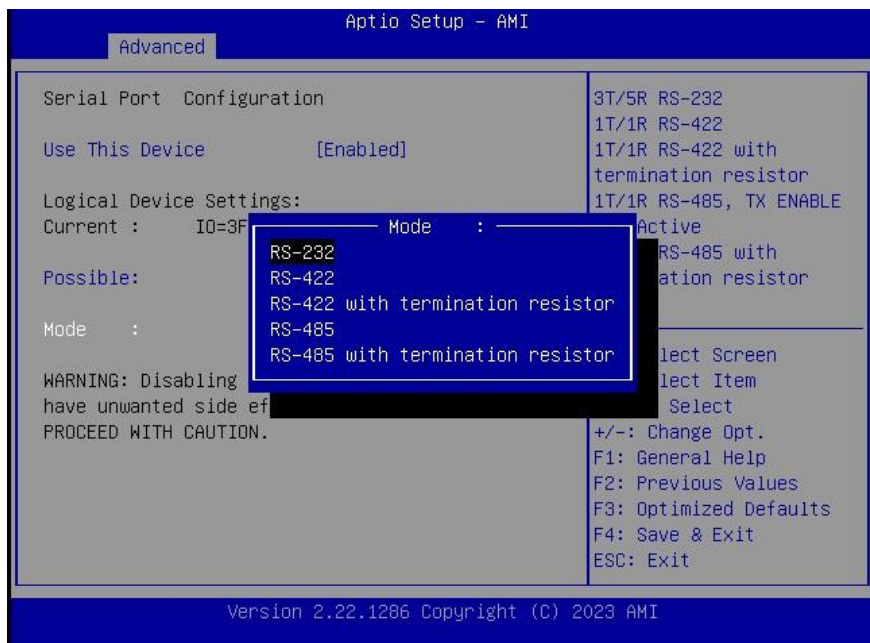 Aptio Setup - AMI
Advanced
Serial Port Configuration
Use This Device [Enabled]
Logical Device Settings:
Current : IO=3F
Possible:
Mode :
WARNING: Disabling
have unwanted side ef
PROCEED WITH CAUTION.
Mode :
RS-232
RS-422
RS-422 with termination resistor
RS-485
RS-485 with termination resistor
3T/5R RS-232
1T/1R RS-422
1T/1R RS-422 with
termination resistor
1T/1R RS-485, TX ENABLE
Active
RS-485 with
ation resistor
lect Screen
lect Item
Select
+/-: Change Opt.
F1: General Help
F2: Previous Values
F3: Optimized Defaults
F4: Save & Exit
ESC: Exit
Version 2.22.1286 Copyright (C) 2023 AMI